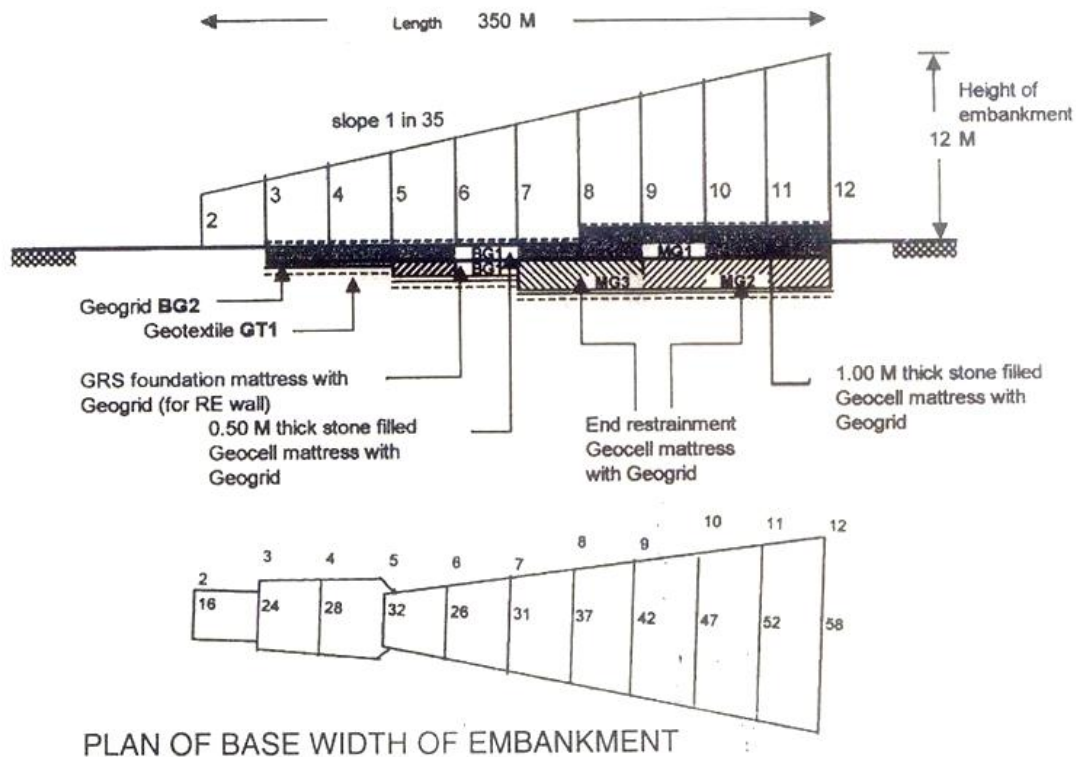 Length 350 M
slope 1 in 35
Height of
embankment
12 M
2 3 4 5 6 7 8 9 10 11 12
BG1 MG1
BG1
MG3 MG2
Geogrid BG2
Geotextile GT1
GRS foundation mattress with
Geogrid (for RE wall)
0.50 M thick stone filled
Geocell mattress with
Geogrid
End restrainment
Geocell mattress
with Geogrid
1.00 M thick stone filled
Geocell mattress with
Geogrid
2 3 4 5 6 7 8 9 10 11 12
16 24 28 32 26 31 37 42 47 52 58
PLAN OF BASE WIDTH OF EMBANKMENT